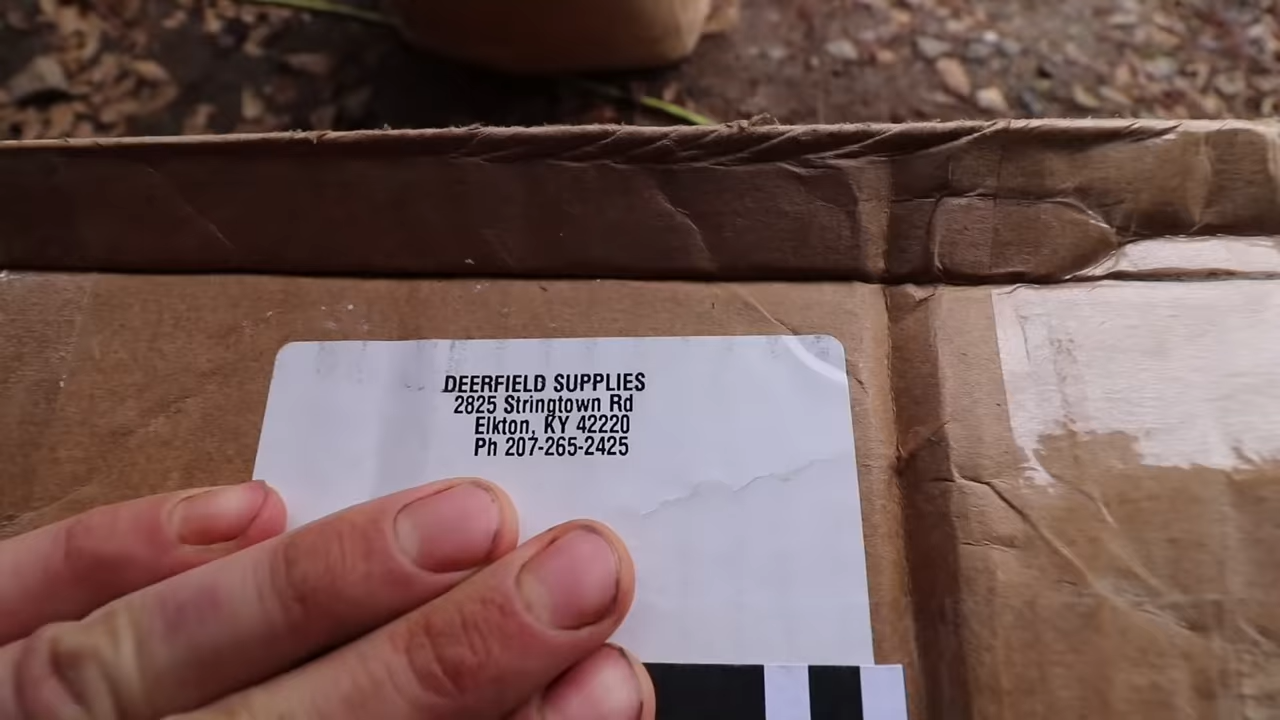 DEERFIELD SUPPLIES
2825 Stringtown Rd
Elkton, KY 42220
Ph 207-265-2425